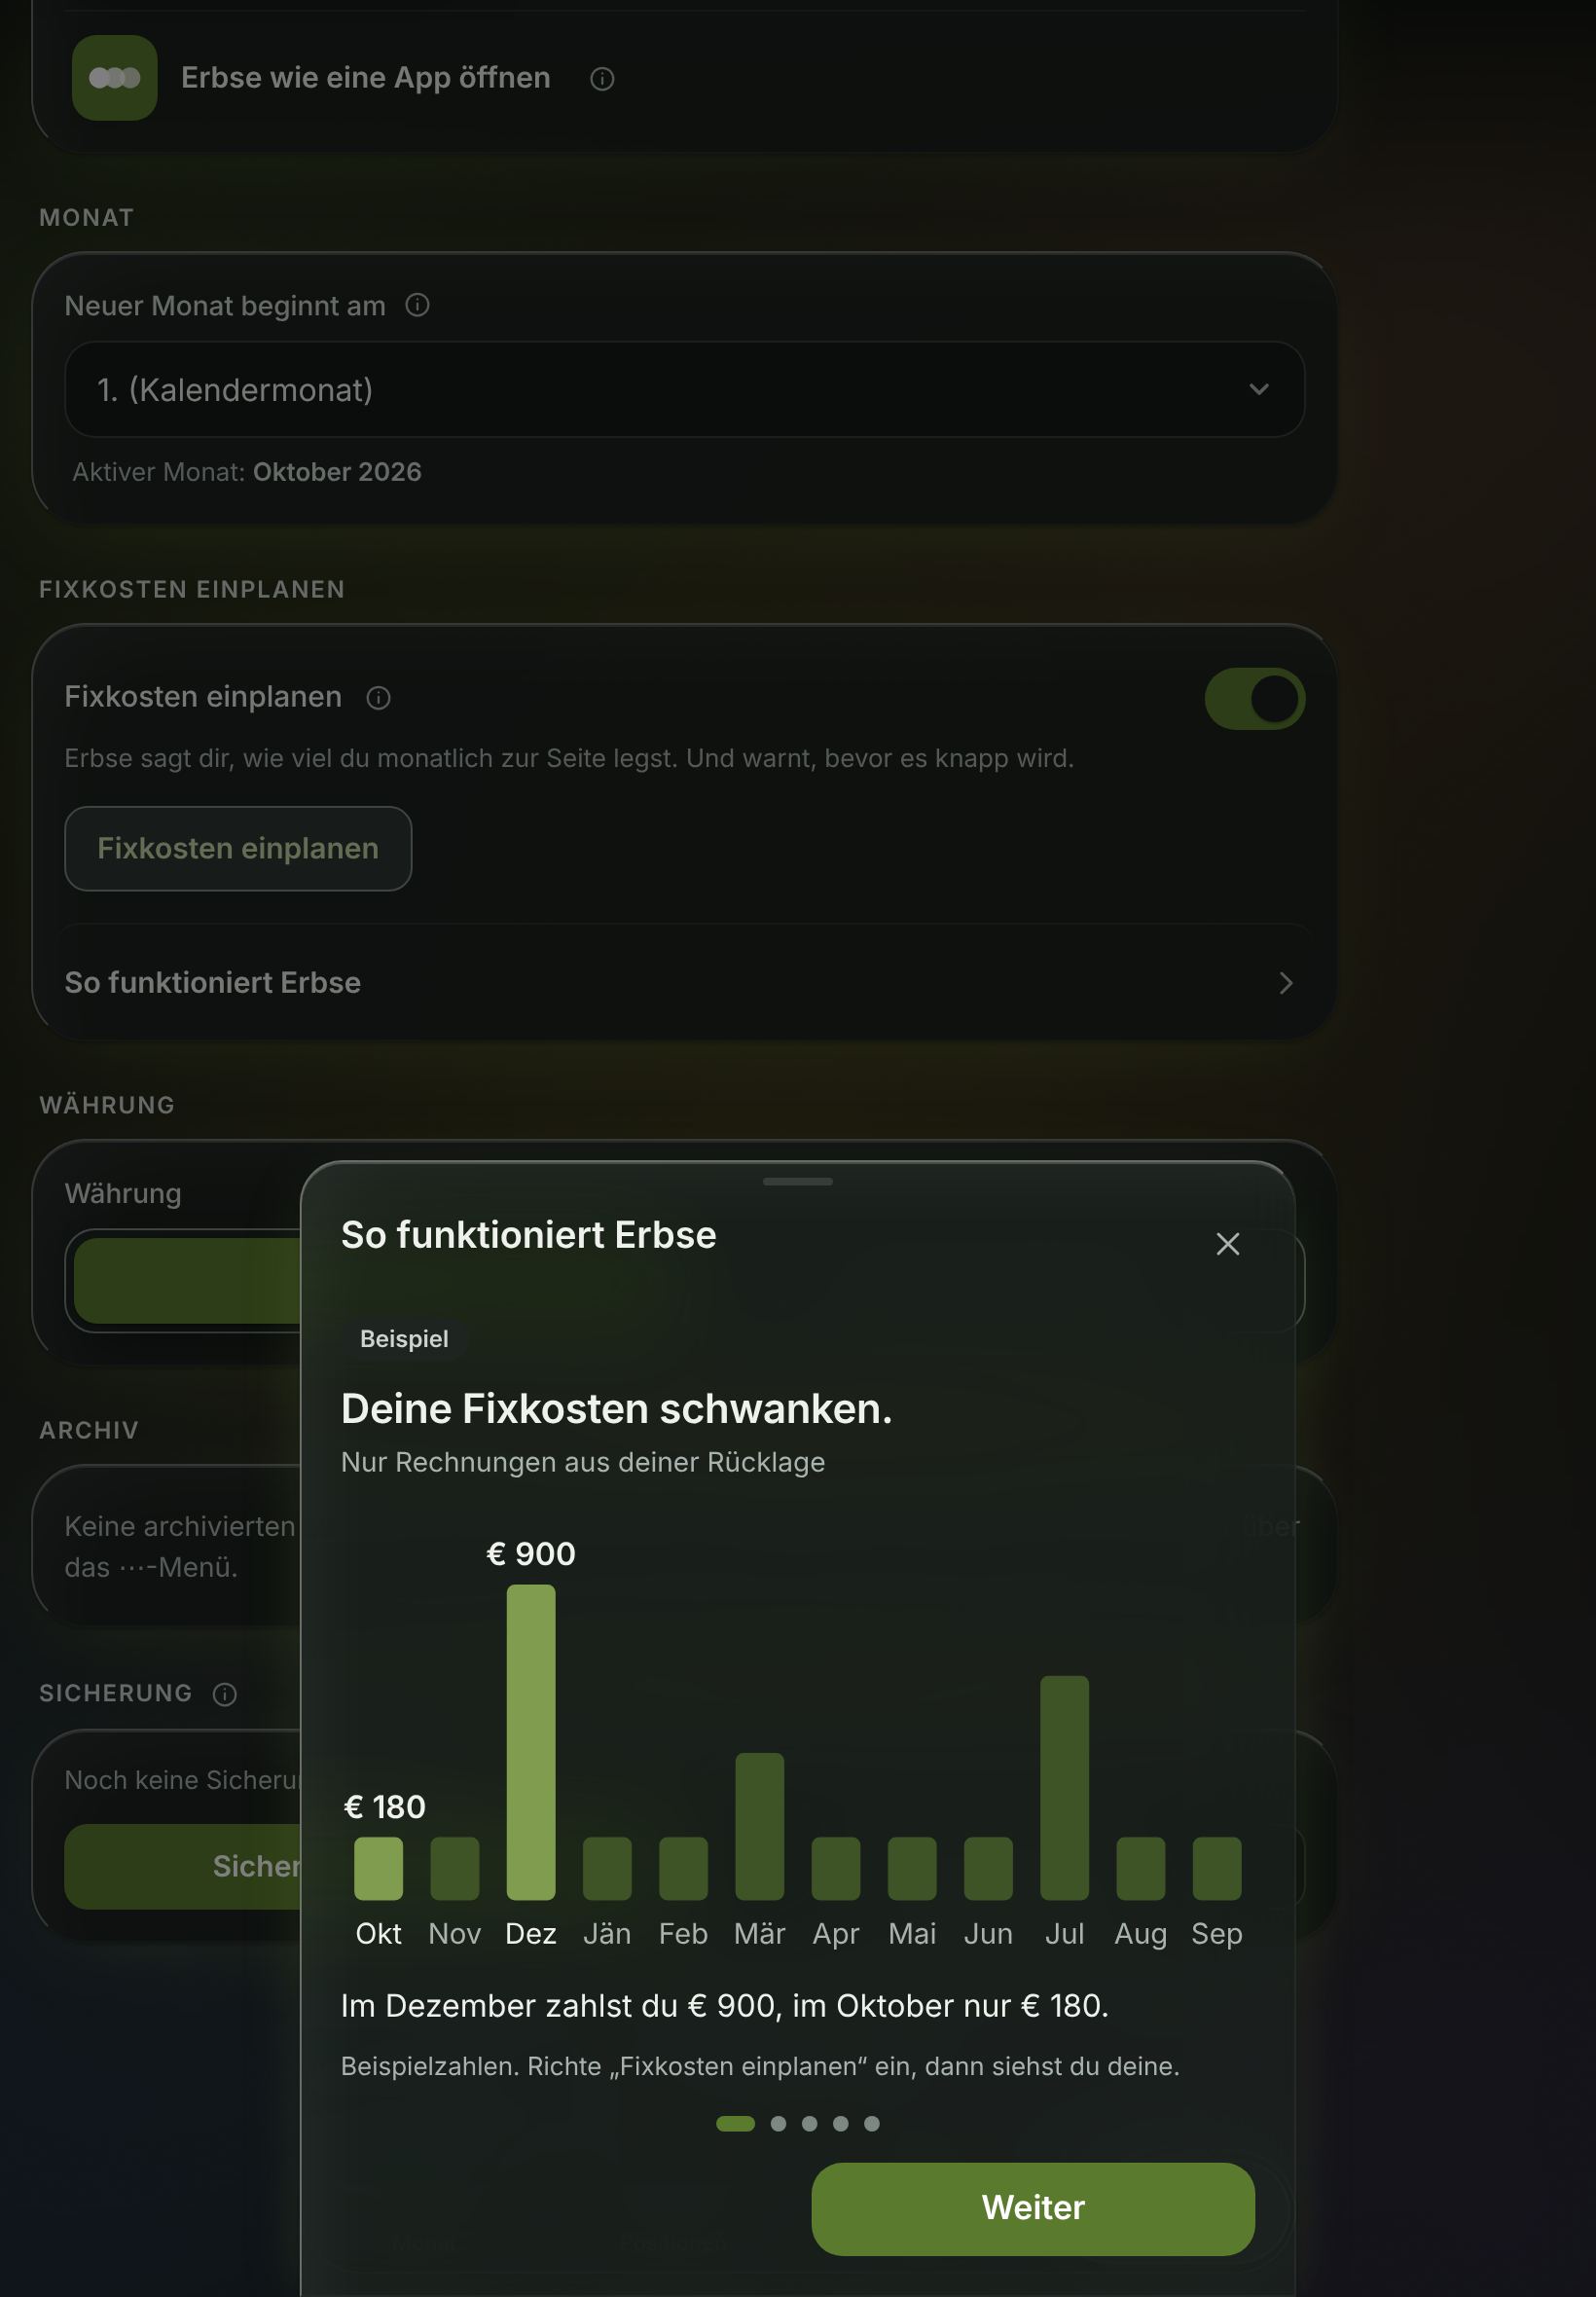 Erbse wie eine App öffnen
MONAT
Neuer Monat beginnt am
1. (Kalendermonat)
Aktiver Monat: Oktober 2026
FIXKOSTEN EINPLANEN
Fixkosten einplanen
Erbse sagt dir, wie viel du monatlich zur Seite legst. Und warnt, bevor es knapp wird.
Fixkosten einplanen
So funktioniert Erbse
WÄHRUNG
Währung
ARCHIV
Keine archivierten
über
das ···-Menü.
SICHERUNG
Noch keine
So funktioniert Erbse
Beispiel
Deine Fixkosten schwanken.
Nur Rechnungen aus deiner Rücklage
€ 900
€ 180
Okt Nov Dez Jän Feb Mär Apr Mai Jun Jul Aug Sep
Im Dezember zahlst du € 900, im Oktober nur € 180.
Beispielzahlen. Richte „Fixkosten einplanen“ ein, dann siehst du deine.
Weiter